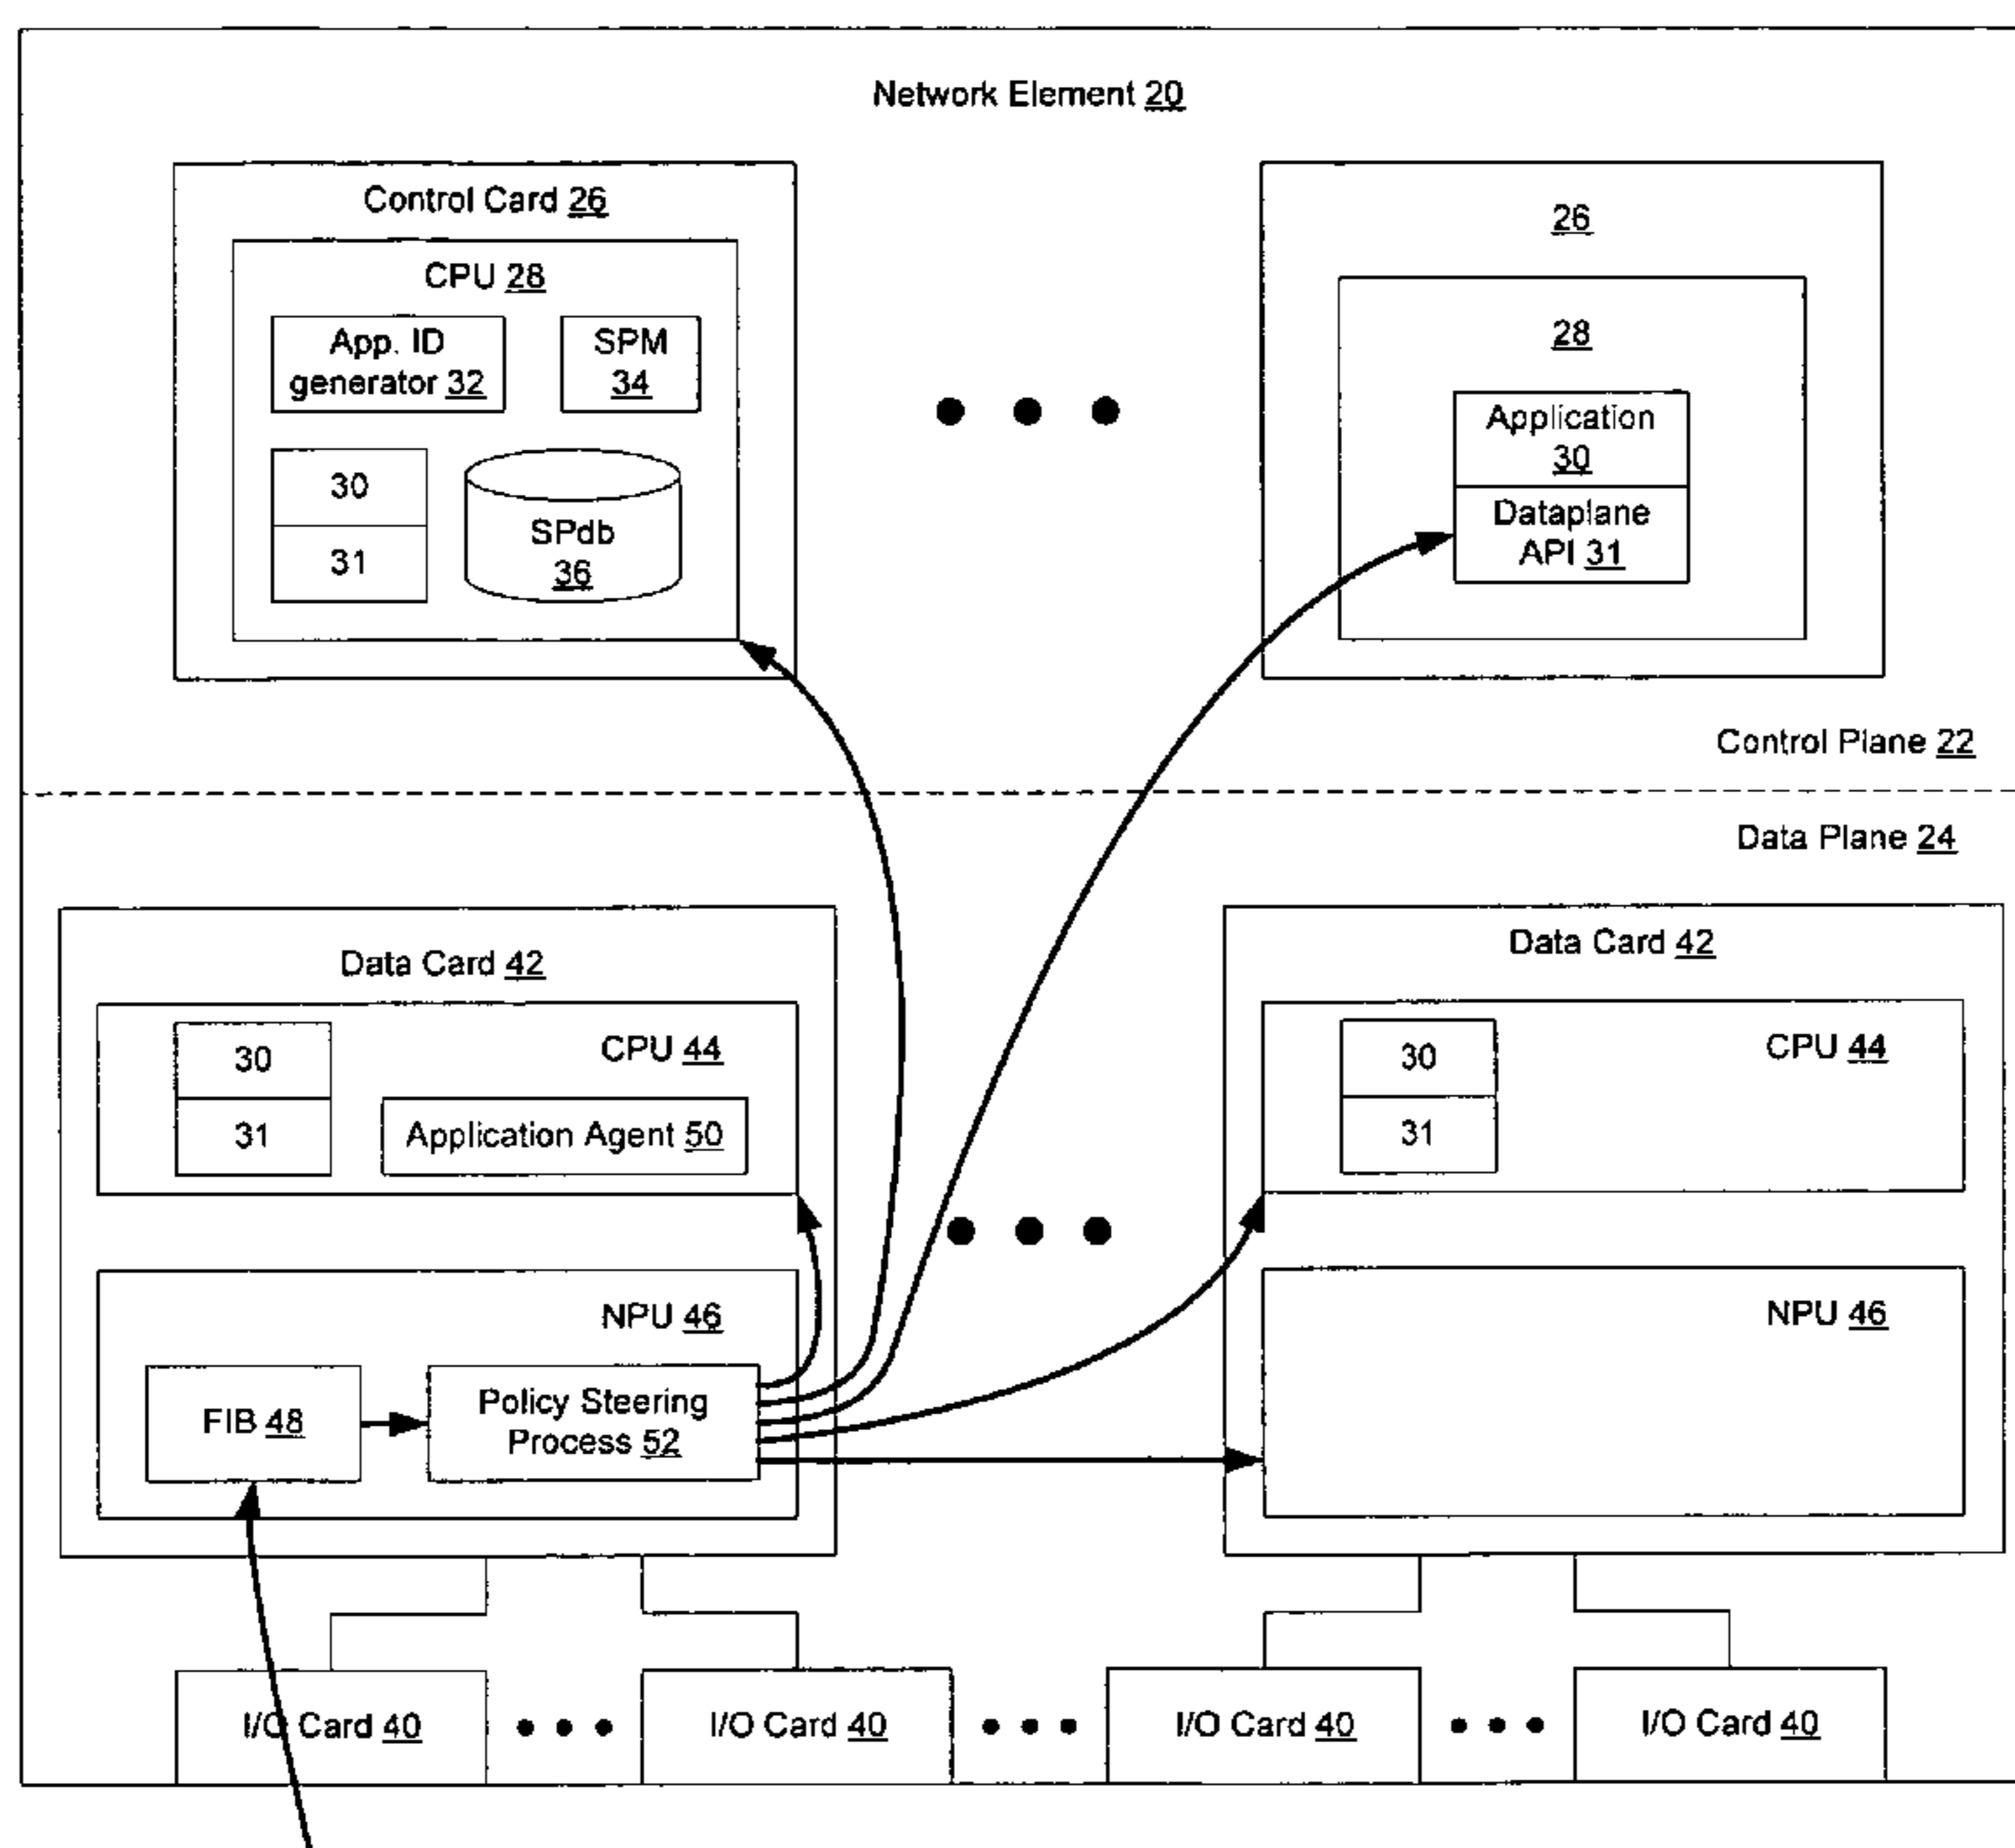 Network Element 20
Control Card 26
CPU 28
App. ID
generator 32
SPM
34
30
31
SPdb
36
26
28
Application
30
Dataplane
API 31
Control Plane 22
Data Plane 24
Data Card 42
30
31
CPU 44
Application Agent 50
NPU 46
FIB 48
Policy Steering
Process 52
Data Card 42
30
31
CPU 44
NPU 46
I/O Card 40
I/O Card 40
I/O Card 40
I/O Card 40